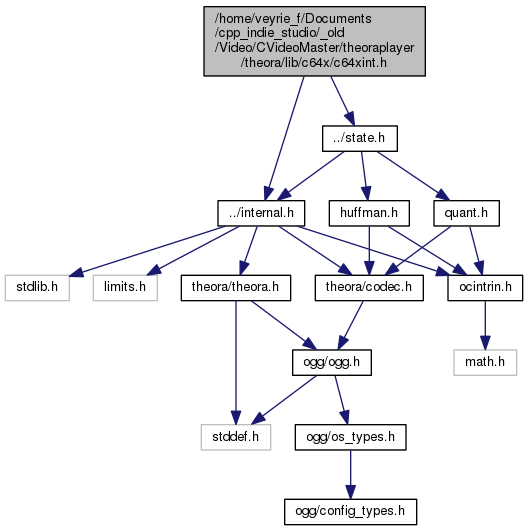 /home/veyrie_f/Documents
/cpp_indie_studio/_old
/Video/CVideoMaster/theoraplayer
/theora/lib/c64x/c64xint.h
../state.h
../internal.h
huffman.h
quant.h
stdlib.h
limits.h
theora/theora.h
theora/codec.h
ocintrin.h
ogg/ogg.h
math.h
stddef.h
ogg/os_types.h
ogg/config_types.h